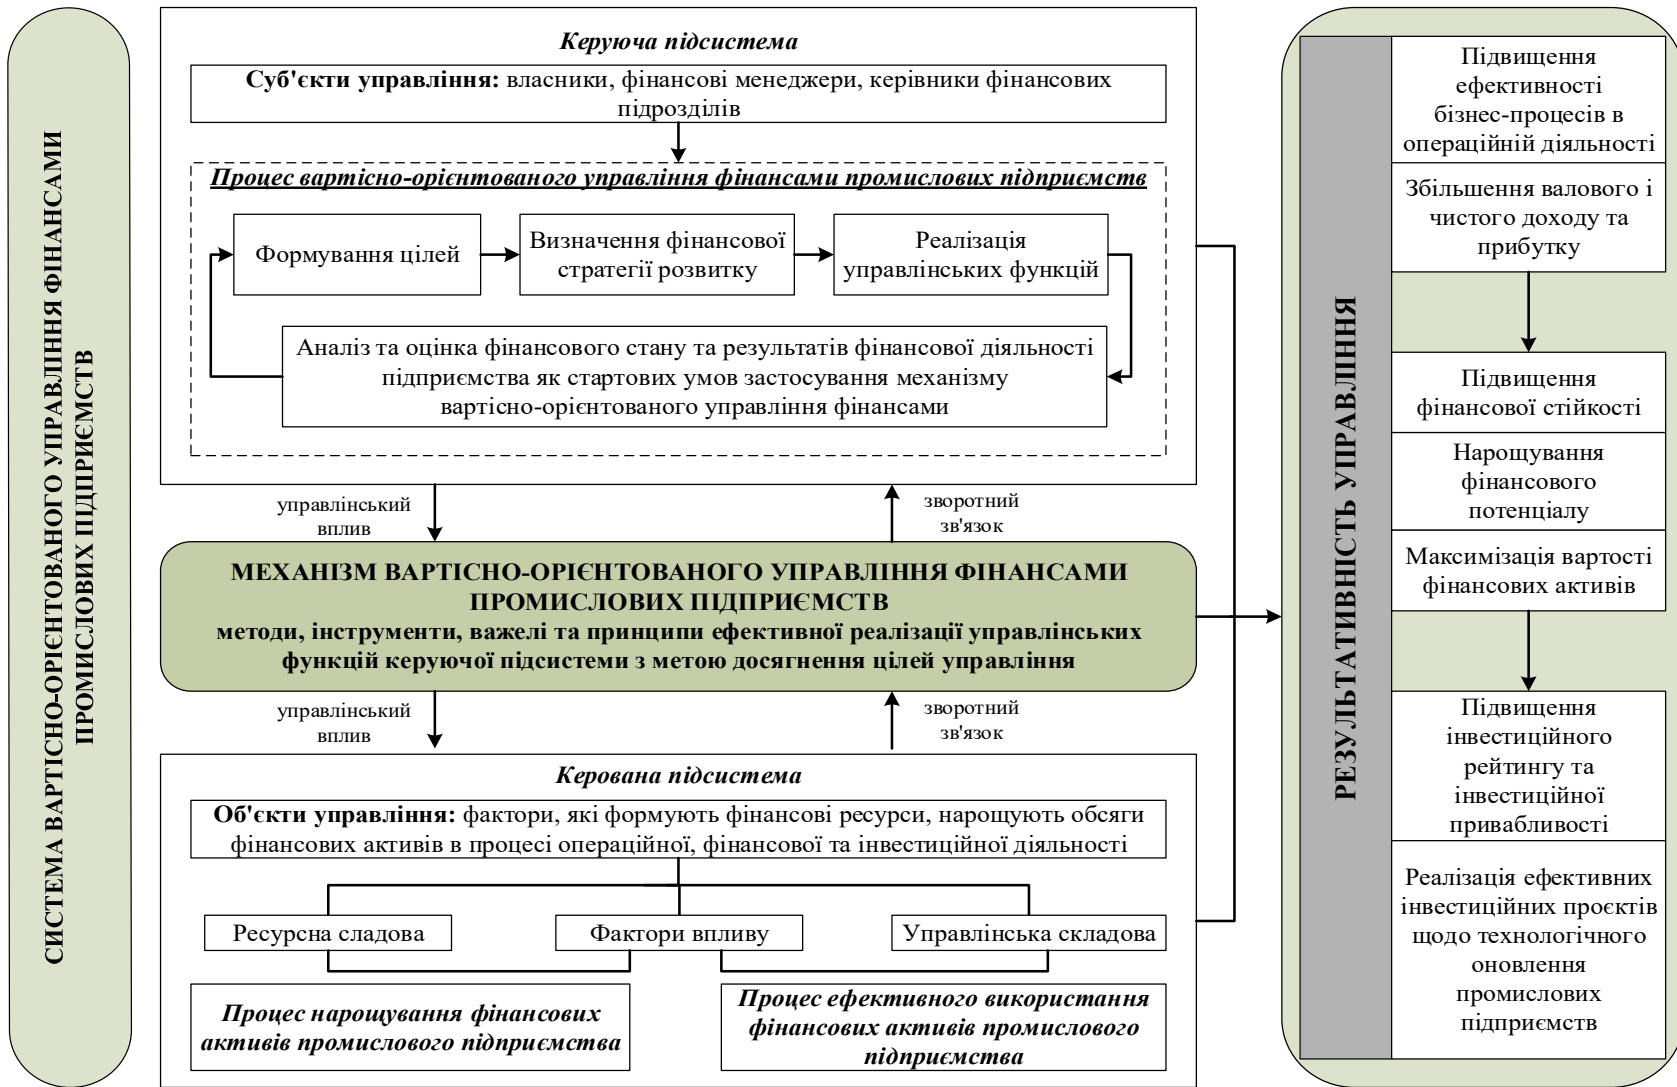 СИСТЕМА ВАРТІСНО-ОРІЄНТОВАНОГО УПРАВЛІННЯ ФІНАНСАМИ
ПРОМИСЛОВИХ ПІДПРИЄМСТВ
Керуюча підсистема
Суб'єкти управління: власники, фінансові менеджери, керівники фінансових
підрозділів
Процес вартісно-орієнтованого управління фінансами промислових підприємств
Формування цілей
Визначення фінансової
стратегії розвитку
Реалізація
управлінських функцій
Аналіз та оцінка фінансового стану та результатів фінансової діяльності
підприємства як стартових умов застосування механізму
вартісно-орієнтованого управління фінансами
управлінський
вплив
зворотний
зв'язок
МЕХАНІЗМ ВАРТІСНО-ОРІЄНТОВАНОГО УПРАВЛІННЯ ФІНАНСАМИ
ПРОМИСЛОВИХ ПІДПРИЄМСТВ
методи, інструменти, важелі та принципи ефективної реалізації управлінських
функцій керуючої підсистеми з метою досягнення цілей управління
управлінський
вплив
зворотний
зв'язок
Керована підсистема
Об'єкти управління: фактори, які формують фінансові ресурси, нарощують обсяги
фінансових активів в процесі операційної, фінансової та інвестиційної діяльності
Ресурсна сладова
Фактори впливу
Управлінська складова
Процес нарощування фінансових
активів промислового підприємства
Процес ефективного використання
фінансових активів промислового
підприємства
РЕЗУЛЬТАТИВНІСТЬ УПРАВЛІННЯ
Підвищення
ефективності
бізнес-процесів в
операційній діяльності
Збільшення валового і
чистого доходу та
прибутку
Підвищення
фінансової стійкості
Нарощування
фінансового
потенціалу
Максимізація вартості
фінансових активів
Підвищення
інвестиційного
рейтингу та
інвестиційної
привабливості
Реалізація ефективних
інвестиційних проєктів
щодо технологічного
оновлення
промислових
підприємств